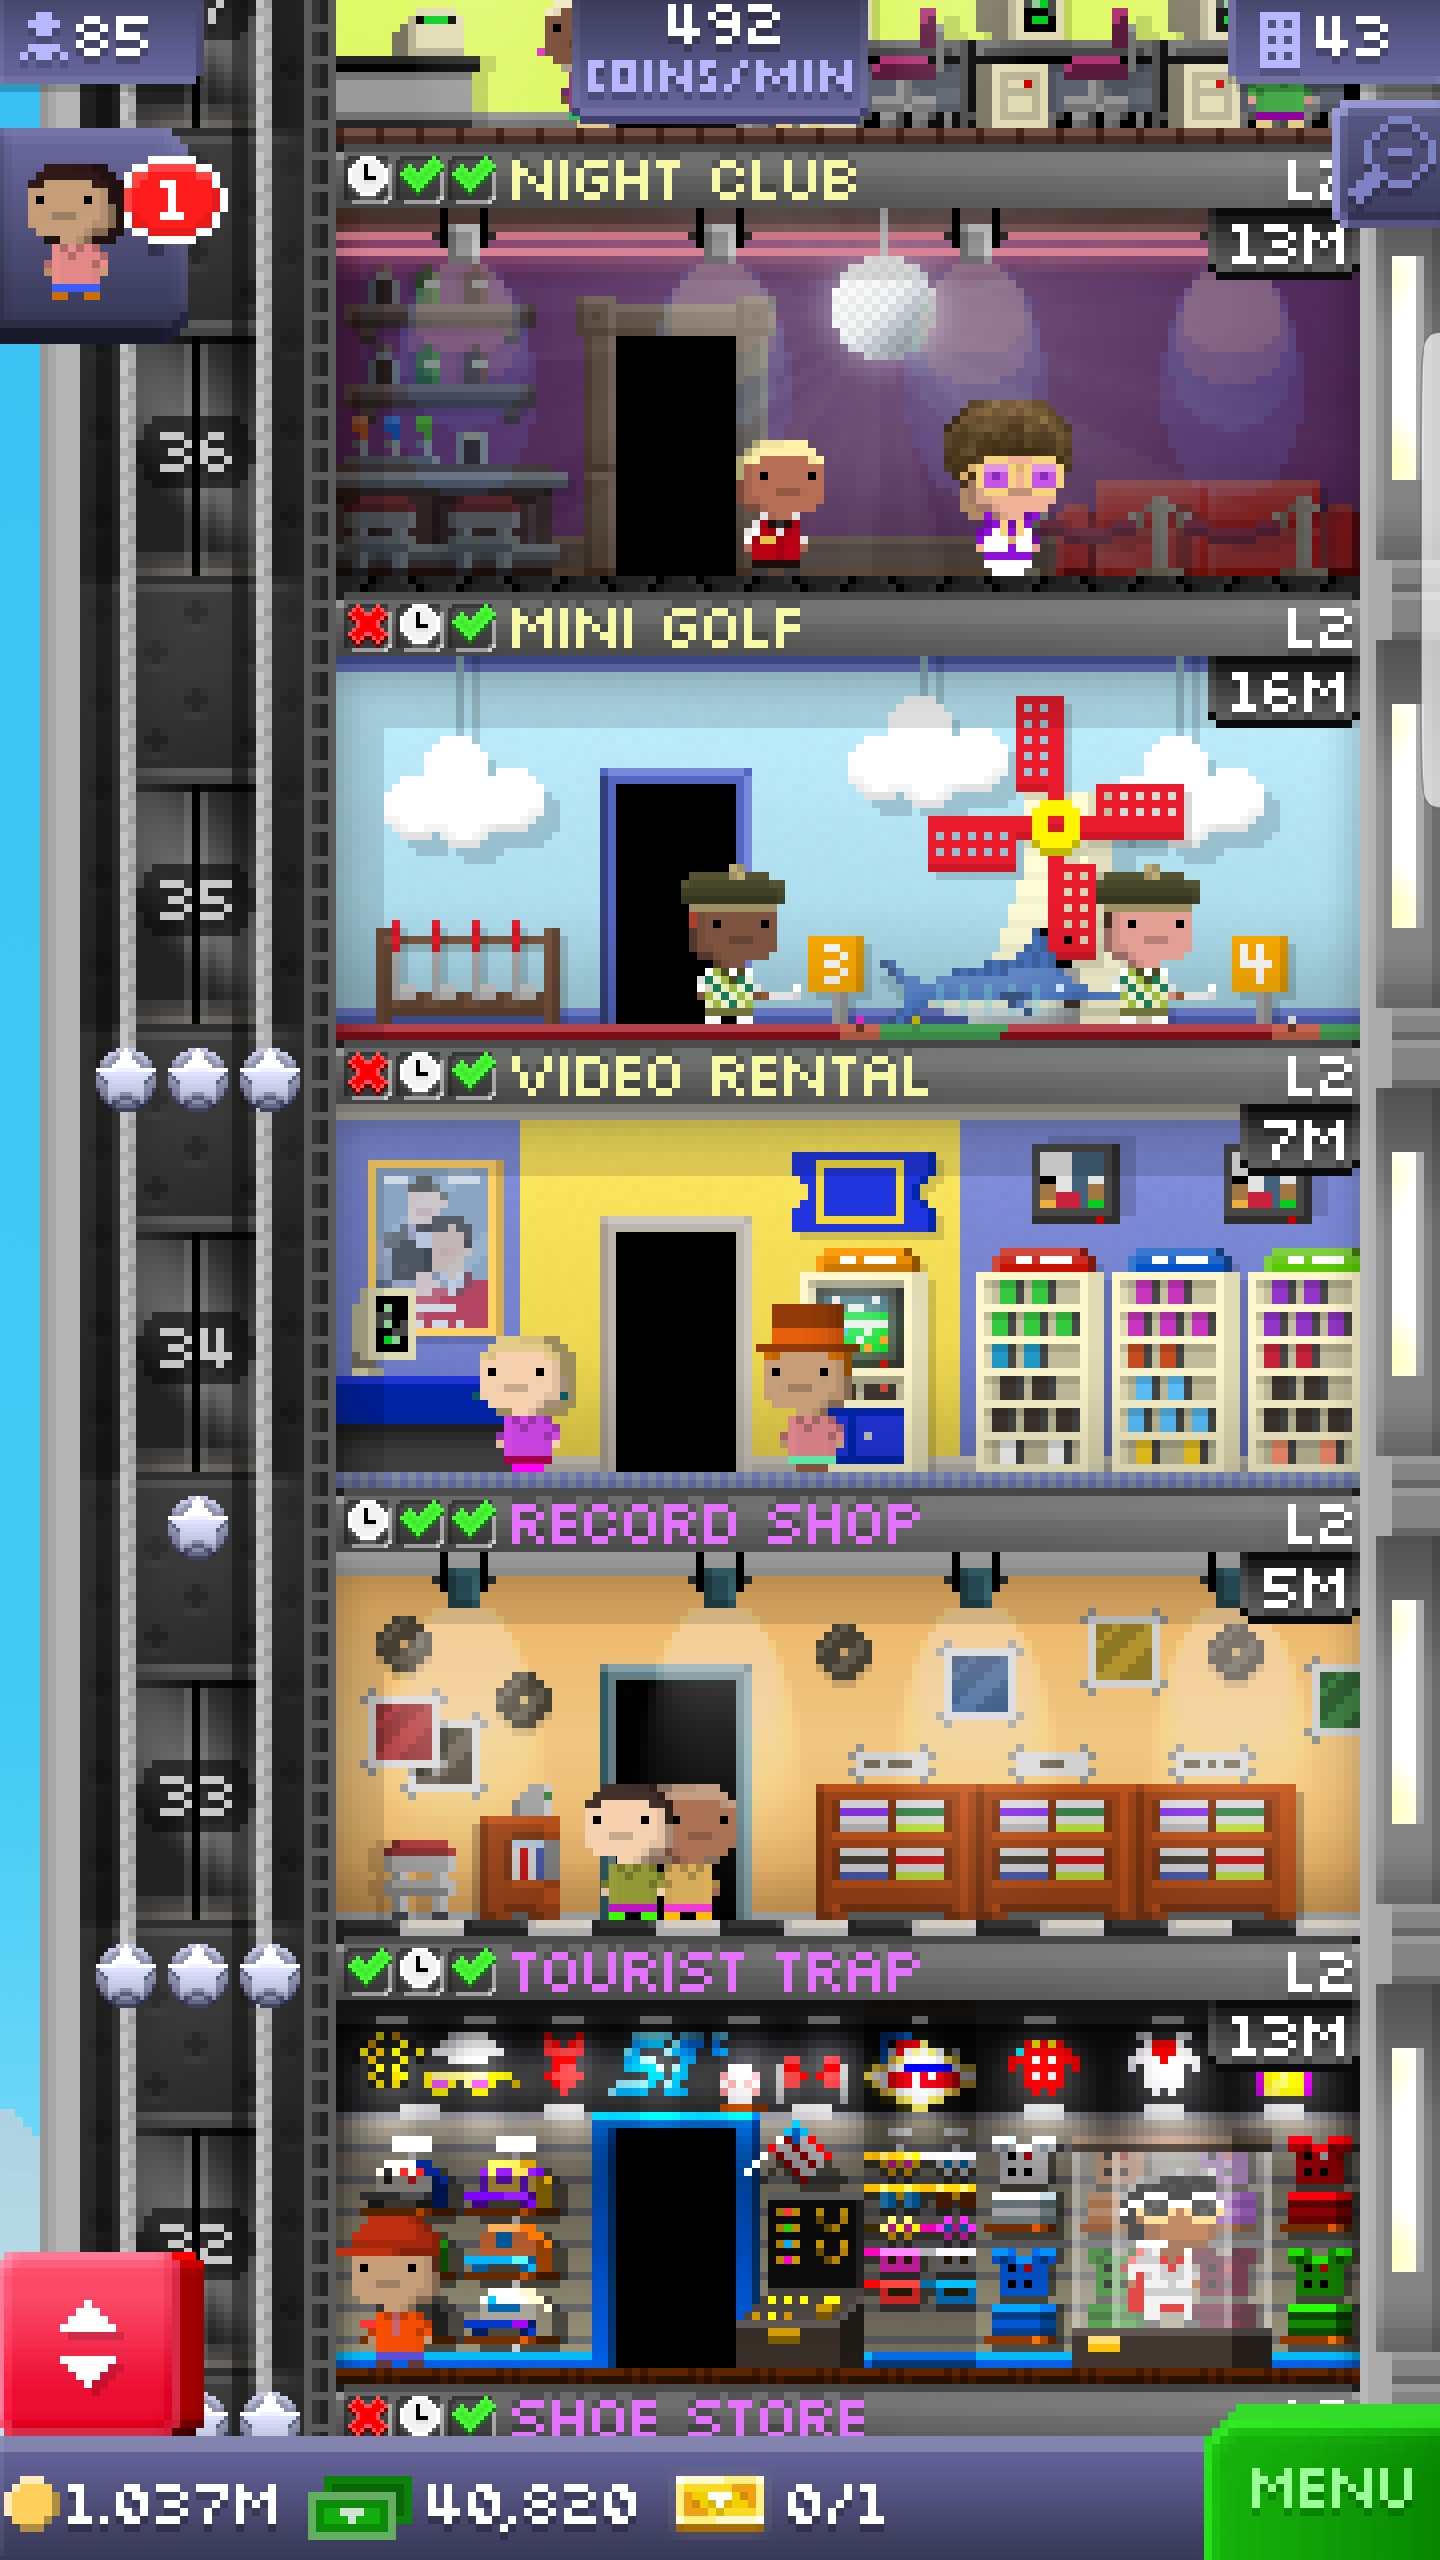 85
492
COINS/MIN
43
1
NIGHT CLUB
13M
36
MINI GOLF L2
16M
35
3
4
VIDEO RENTAL L2
7M
34
RECORD SHOP L2
5M
33
TOURIST TRAP L2
13M
32
SHOE STORE
1.037M 40,820 0/1
MENU